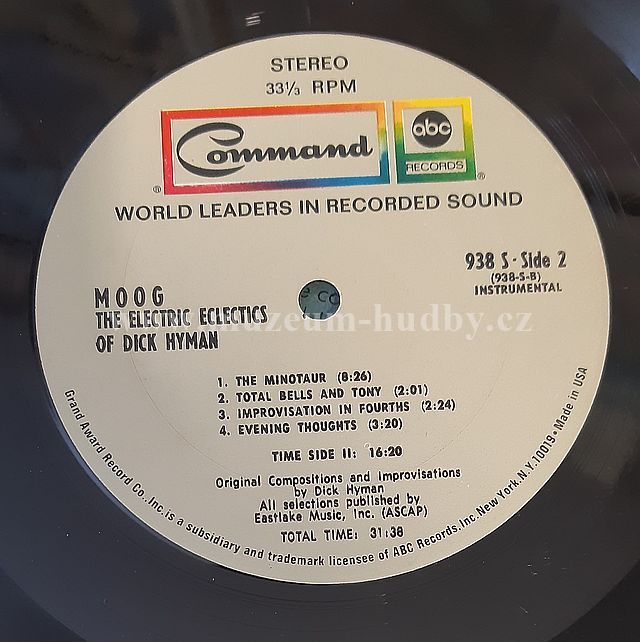 STEREO
33⅓ RPM
Command
abc
RECORDS
® ®
WORLD LEADERS IN RECORDED SOUND
938 S · Side 2
(938-S-B)
INSTRUMENTAL
MOOG
THE ELECTRIC ECLECTICS
OF DICK HYMAN
muzeum-hudby.cz
1. THE MINOTAUR (8:26)
2. TOTAL BELLS AND TONY (2:01)
3. IMPROVISATION IN FOURTHS (2:24)
4. EVENING THOUGHTS (3:20)
TIME SIDE II: 16:20
Original Compositions and Improvisations
by Dick Hyman
All selections published by
Eastlake Music, Inc. (ASCAP)
TOTAL TIME: 31:38
Grand Award Record Co., Inc. is a subsidiary and trademark licensee of ABC Records, Inc. New York, N.Y. 10019 • Made in USA